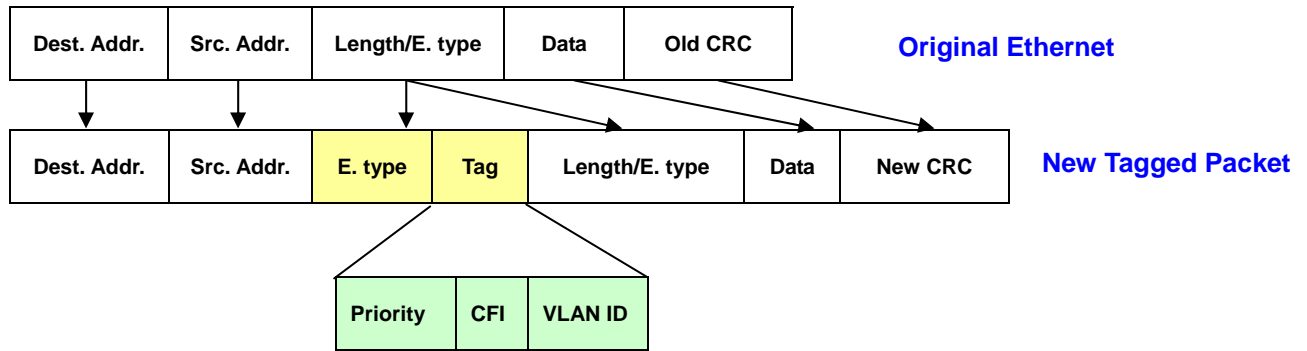 Dest. Addr. Src. Addr. Length/E. type Data Old CRC Original Ethernet
Dest. Addr. Src. Addr. E. type Tag Length/E. type Data New CRC New Tagged Packet
Priority CFI VLAN ID